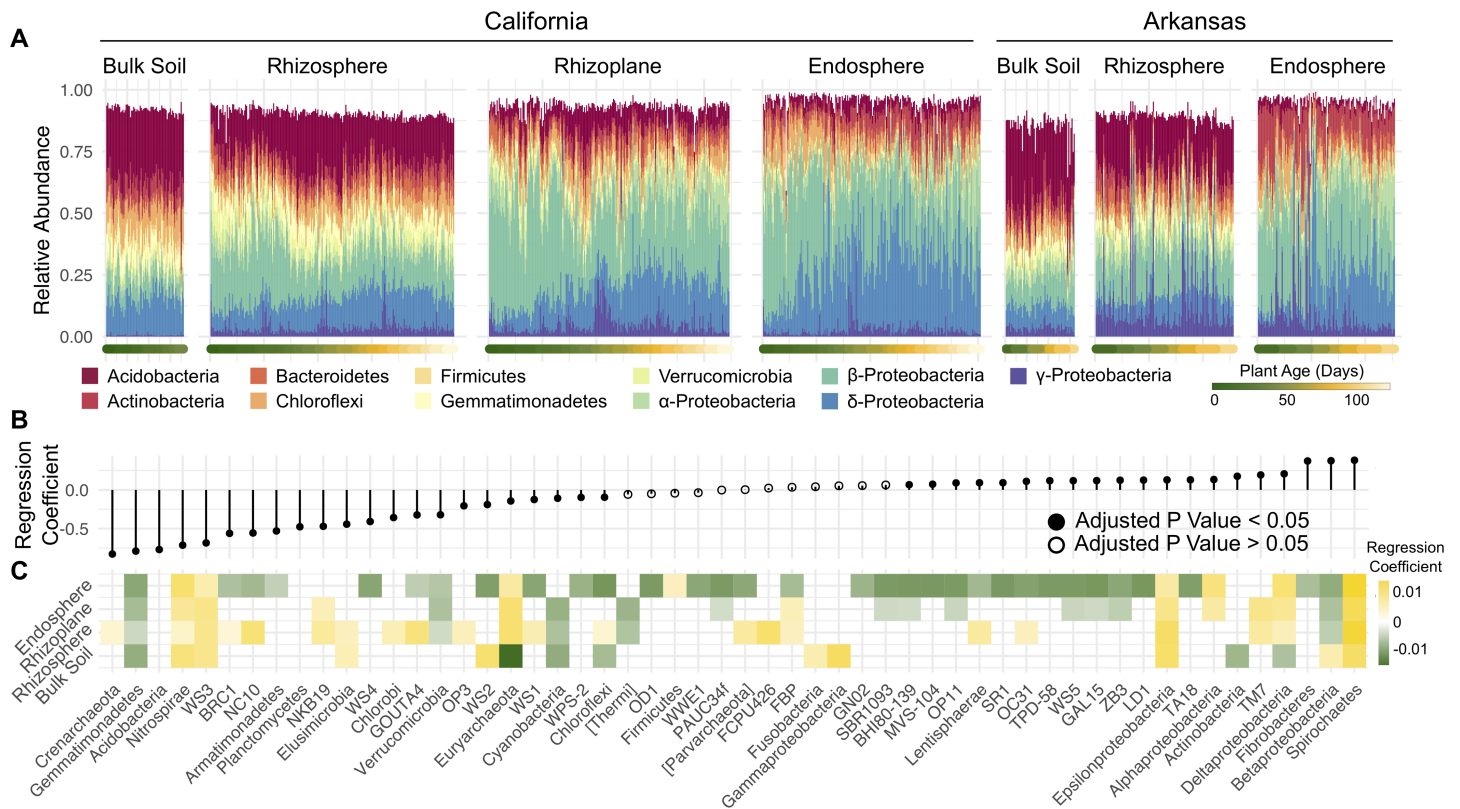 California Arkansas
A
Bulk Soil Rhizosphere Rhizoplane Endosphere Bulk Soil Rhizosphere Endosphere
Relative Abundance
1.00
0.75
0.50
0.25
0.00
Acidobacteria Bacteroidetes Firmicutes Verrucomicrobia β-Proteobacteria γ-Proteobacteria
Actinobacteria Chloroflexi Gemmatimonadetes α-Proteobacteria δ-Proteobacteria
Plant Age (Days)
0 50 100
B
Regression
Coefficient
0.0
-0.5
Adjusted P Value < 0.05
Adjusted P Value > 0.05
C
Regression
Coefficient
0.01
0
-0.01
Endosphere
Rhizoplane
Rhizosphere
Bulk Soil
Crenarchaeota
Gemmatimonadetes
Acidobacteria
Nitrospirae
WS3
BRC1
NC10
Armatimonadetes
Planctomycetes
NKB19
Elusimicrobia
WS4
Chlorobi
GOUTA4
Verrucomicrobia
OP3
WS2
Euryarchaeota
WS1
Cyanobacteria
WPS-2
Chloroflexi
[Thermi]
OD1
Firmicutes
WWE1
PAUC34f
[Parvarchaeota]
FCPU426
FBP
Fusobacteria
Gammaproteobacteria
GN02
SBR1093
BHI80-139
MVS-104
OP11
Lentisphaerae
SR1
OC31
TPD-58
WS5
GAL15
ZB3
LD1
Epsilonproteobacteria
TA18
Alphaproteobacteria
Actinobacteria
TM7
Deltaproteobacteria
Fibrobacteres
Betaproteobacteria
Spirochaetes